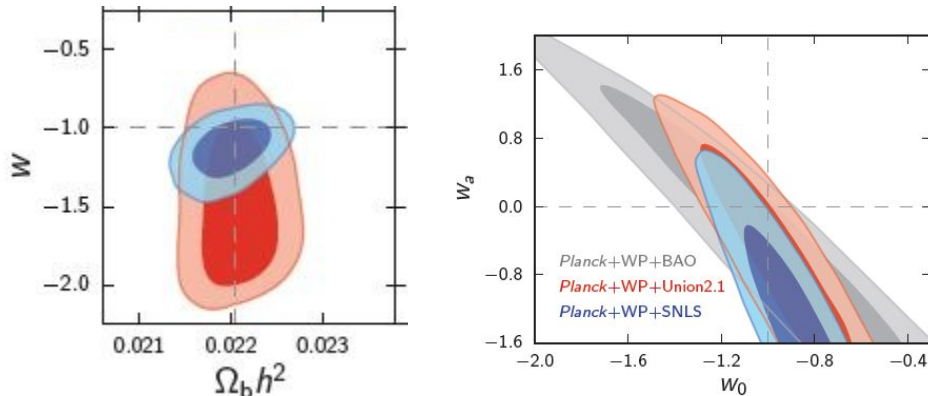 −0.5
−1.0
−1.5
−2.0
w
0.021 0.022 0.023
Ω_b h²
1.6
0.8
0.0
−0.8
−1.6
w_a
Planck+WP+BAO
Planck+WP+Union2.1
Planck+WP+SNLS
−2.0 −1.6 −1.2 −0.8 −0.4
w_0